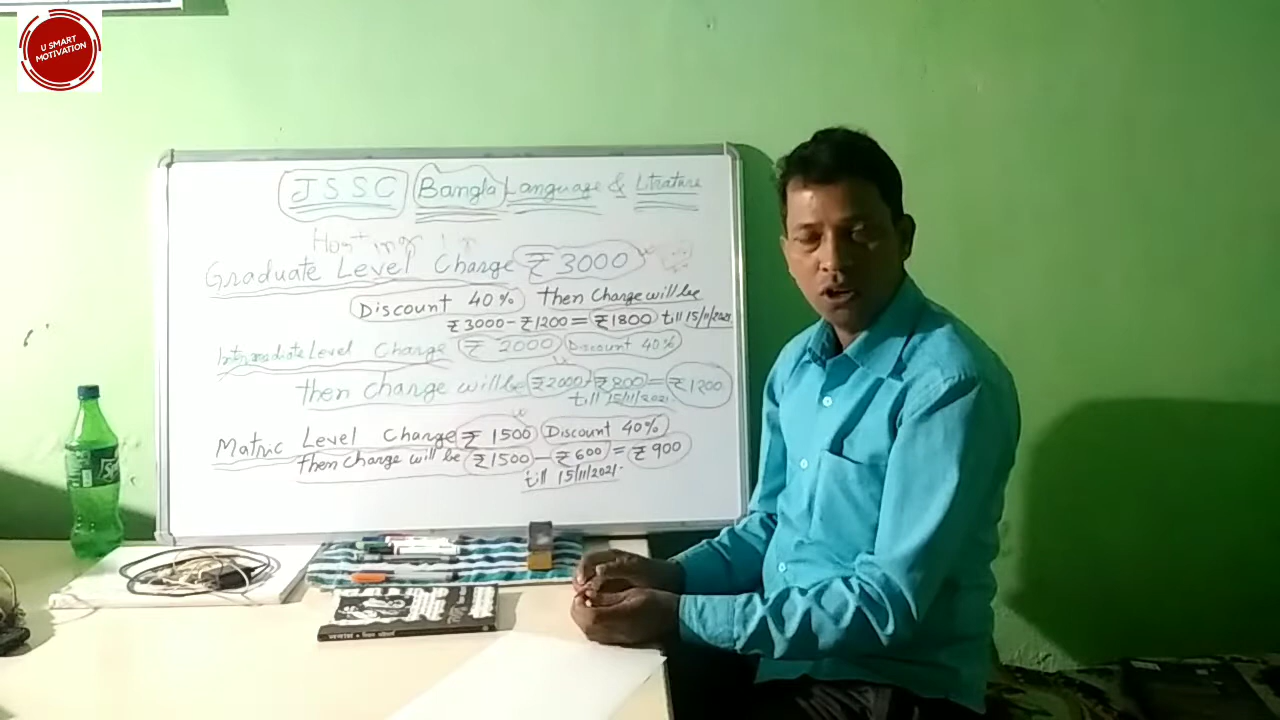 U SMART
MOTIVATION
JSSC Bangla Language & Litrature
Graduate Level Charge ₹ 3000
Discount 40% then Charge will be
₹3000-₹1200=₹1800 till 15/11/2021
Intermediate Level Charge ₹ 2000 Discount 40%
then charge will be ₹2000-₹800=₹1200
till 15/11/2021
Matric Level Charge ₹ 1500 Discount 40%
then charge will be ₹1500-₹600=₹900
till 15/11/2021.